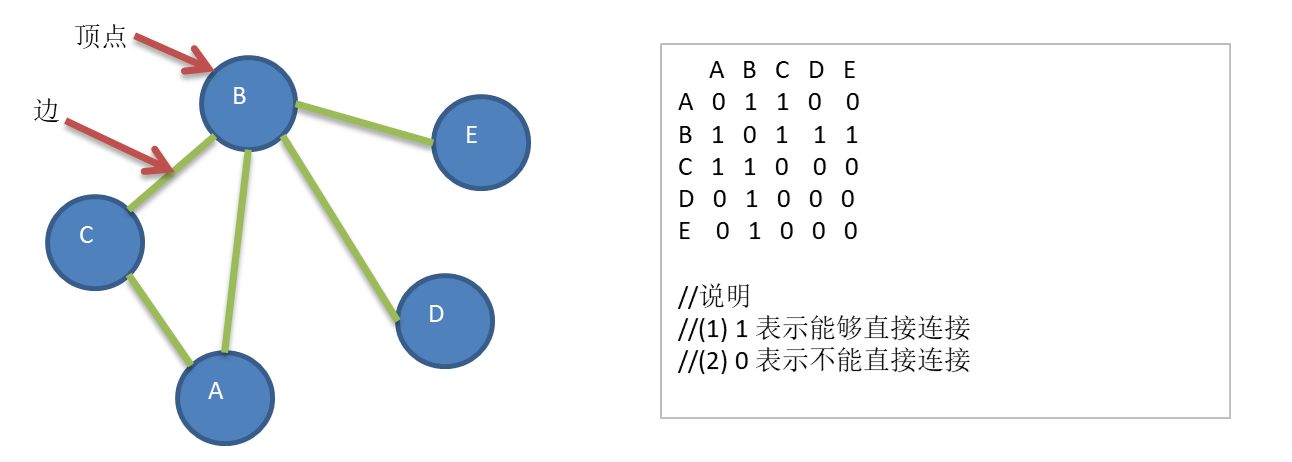 顶点
边
B
E
C
D
A
A B C D E
A 0 1 1 0 0
B 1 0 1 1 1
C 1 1 0 0 0
D 0 1 0 0 0
E 0 1 0 0 0
//说明
//(1) 1 表示能够直接连接
//(2) 0 表示不能直接连接